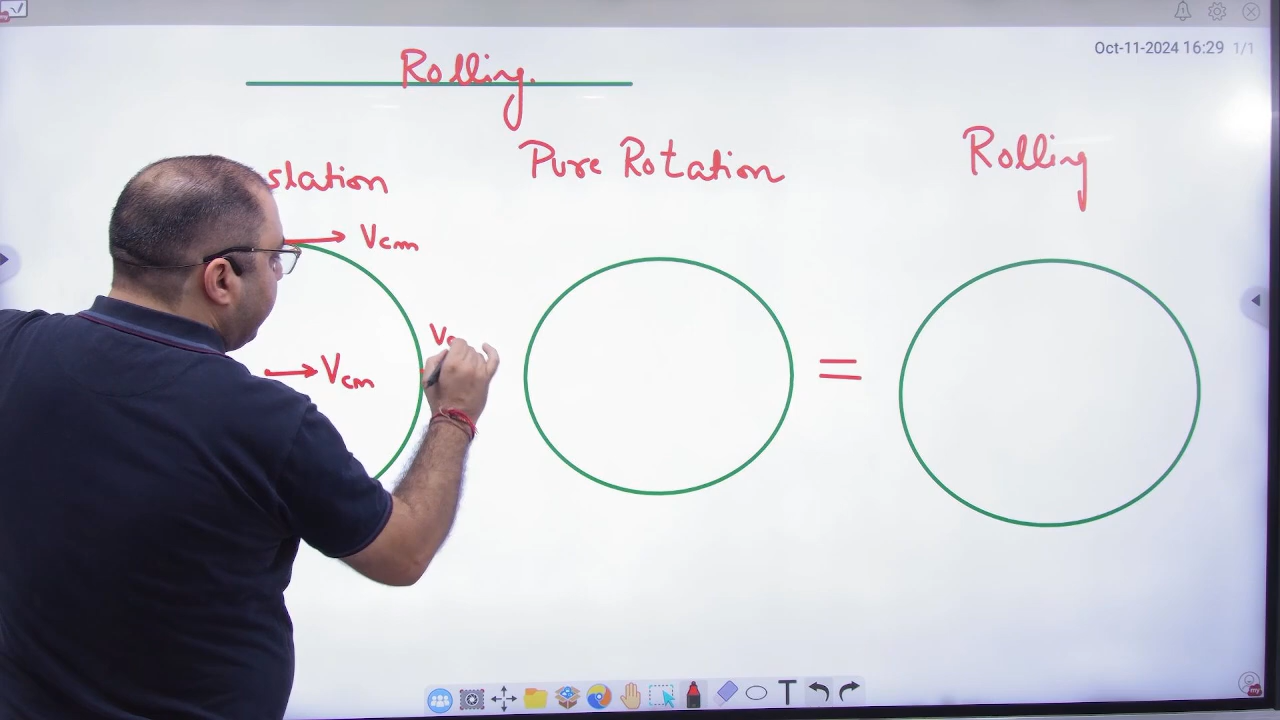 Oct-11-2024 16:29 1/1
Rolling.
slation
Pure Rotation
Rolling
Vcm
Vcm
=
T